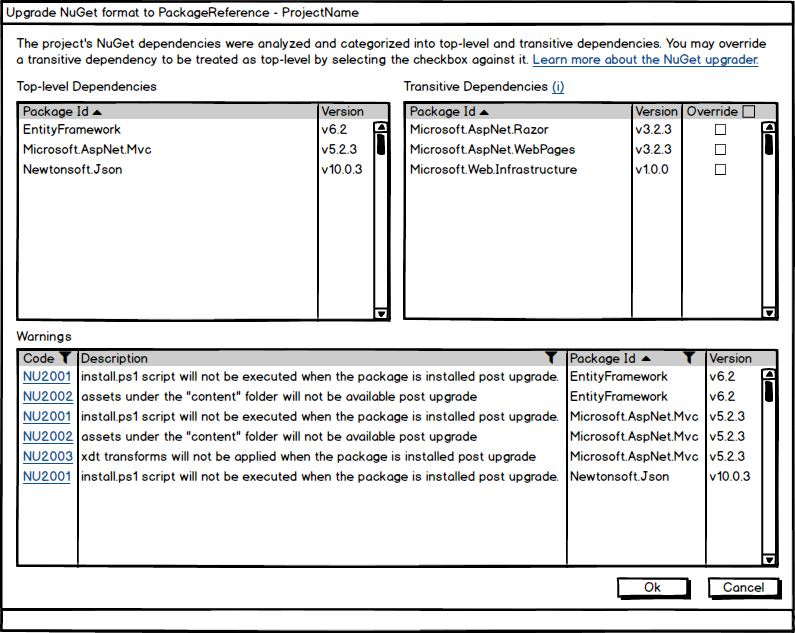 Upgrade NuGet format to PackageReference - ProjectName
The project's NuGet dependencies were analyzed and categorized into top-level and transitive dependencies. You may override
a transitive dependency to be treated as top-level by selecting the checkbox against it. Learn more about the NuGet upgrader.
Top-level Dependencies
Package Id Version
EntityFramework v6.2
Microsoft.AspNet.Mvc v5.2.3
Newtonsoft.Json v10.0.3
Transitive Dependencies (i)
Package Id Version Override
Microsoft.AspNet.Razor v3.2.3
Microsoft.AspNet.WebPages v3.2.3
Microsoft.Web.Infrastructure v1.0.0
Warnings
Code Description Package Id Version
NU2001 install.ps1 script will not be executed when the package is installed post upgrade. EntityFramework v6.2
NU2002 assets under the "content" folder will not be available post upgrade EntityFramework v6.2
NU2001 install.ps1 script will not be executed when the package is installed post upgrade. Microsoft.AspNet.Mvc v5.2.3
NU2002 assets under the "content" folder will not be available post upgrade Microsoft.AspNet.Mvc v5.2.3
NU2003 xdt transforms will not be applied when the package is installed post upgrade Microsoft.AspNet.Mvc v5.2.3
NU2001 install.ps1 script will not be executed when the package is installed post upgrade. Newtonsoft.Json v10.0.3
Ok Cancel